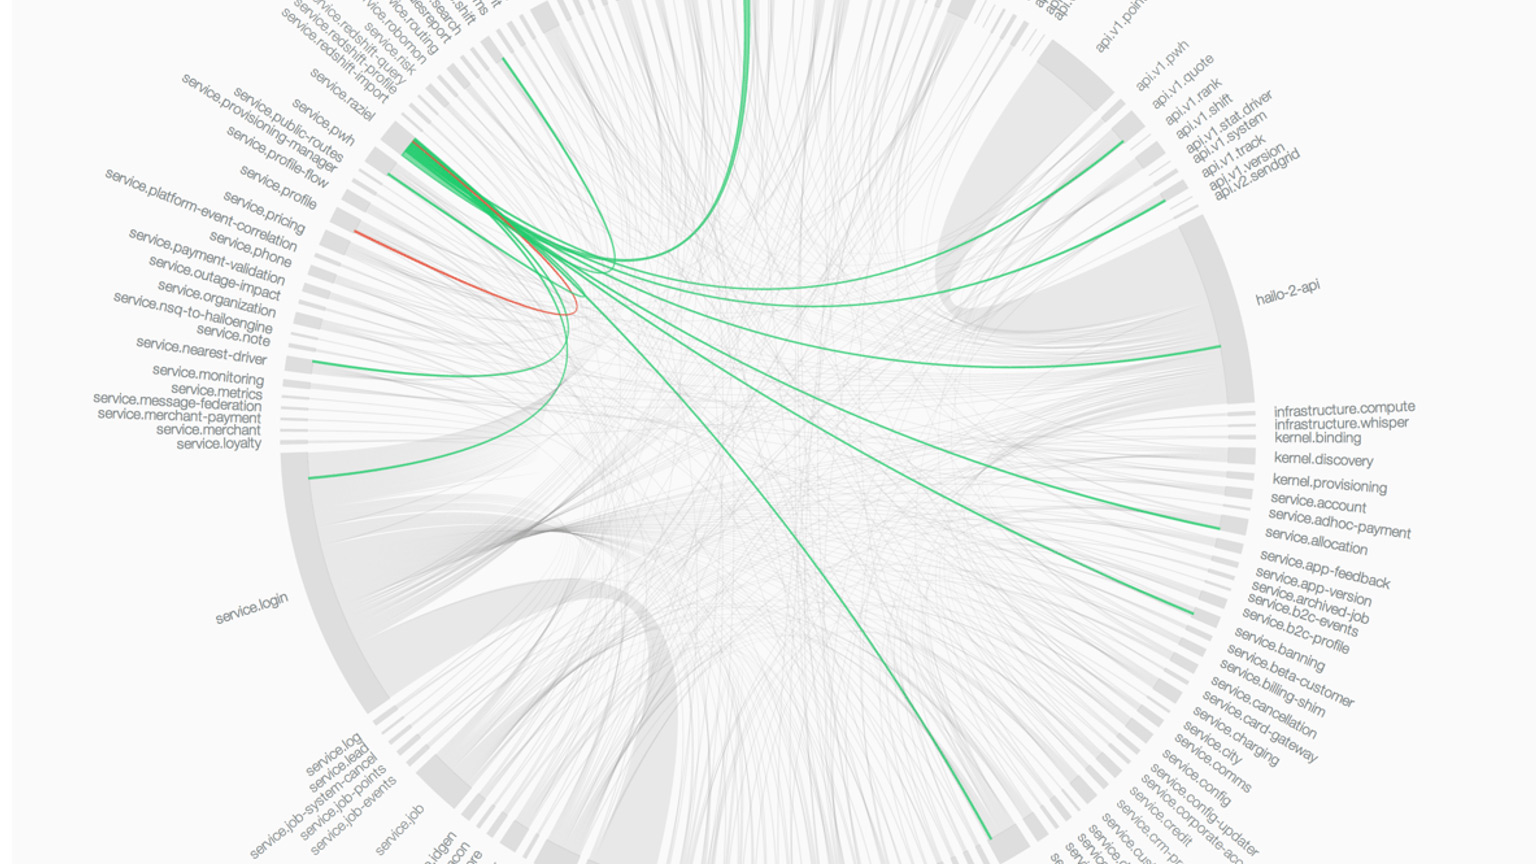 service.routing
service.robomon
service.risk
service.redshift-query
service.redshift-profile
service.redshift-import
service.raziel
service.pwh
service.public-routes
service.provisioning-manager
service.profile-flow
service.profile
service.pricing
service.platform-event-correlation
service.phone
service.payment-validation
service.outage-impact
service.organization
service.nsq-to-hailoengine
service.note
service.nearest-driver
service.monitoring
service.metrics
service.message-federation
service.merchant-payment
service.merchant
service.loyalty
service.login
service.log
service.lead
service.job-system-cancel
service.job-points
service.job-events
service.job
api.v1.poin
api.v1.pwh
api.v1.quote
api.v1.rank
api.v1.shift
api.v1.stat.driver
api.v1.system
api.v1.track
api.v1.version
api.v2.sendgrid
hailo-2-api
infrastructure.compute
infrastructure.whisper
kernel.binding
kernel.discovery
kernel.provisioning
service.account
service.adhoc-payment
service.allocation
service.app-feedback
service.app-version
service.archived-job
service.b2c-events
service.b2c-profile
service.banning
service.beta-customer
service.billing-shim
service.cancellation
service.card-gateway
service.charging
service.city
service.comms
service.config
service.config-updater
service.corporate-acc
service.credit
service.crm-pr